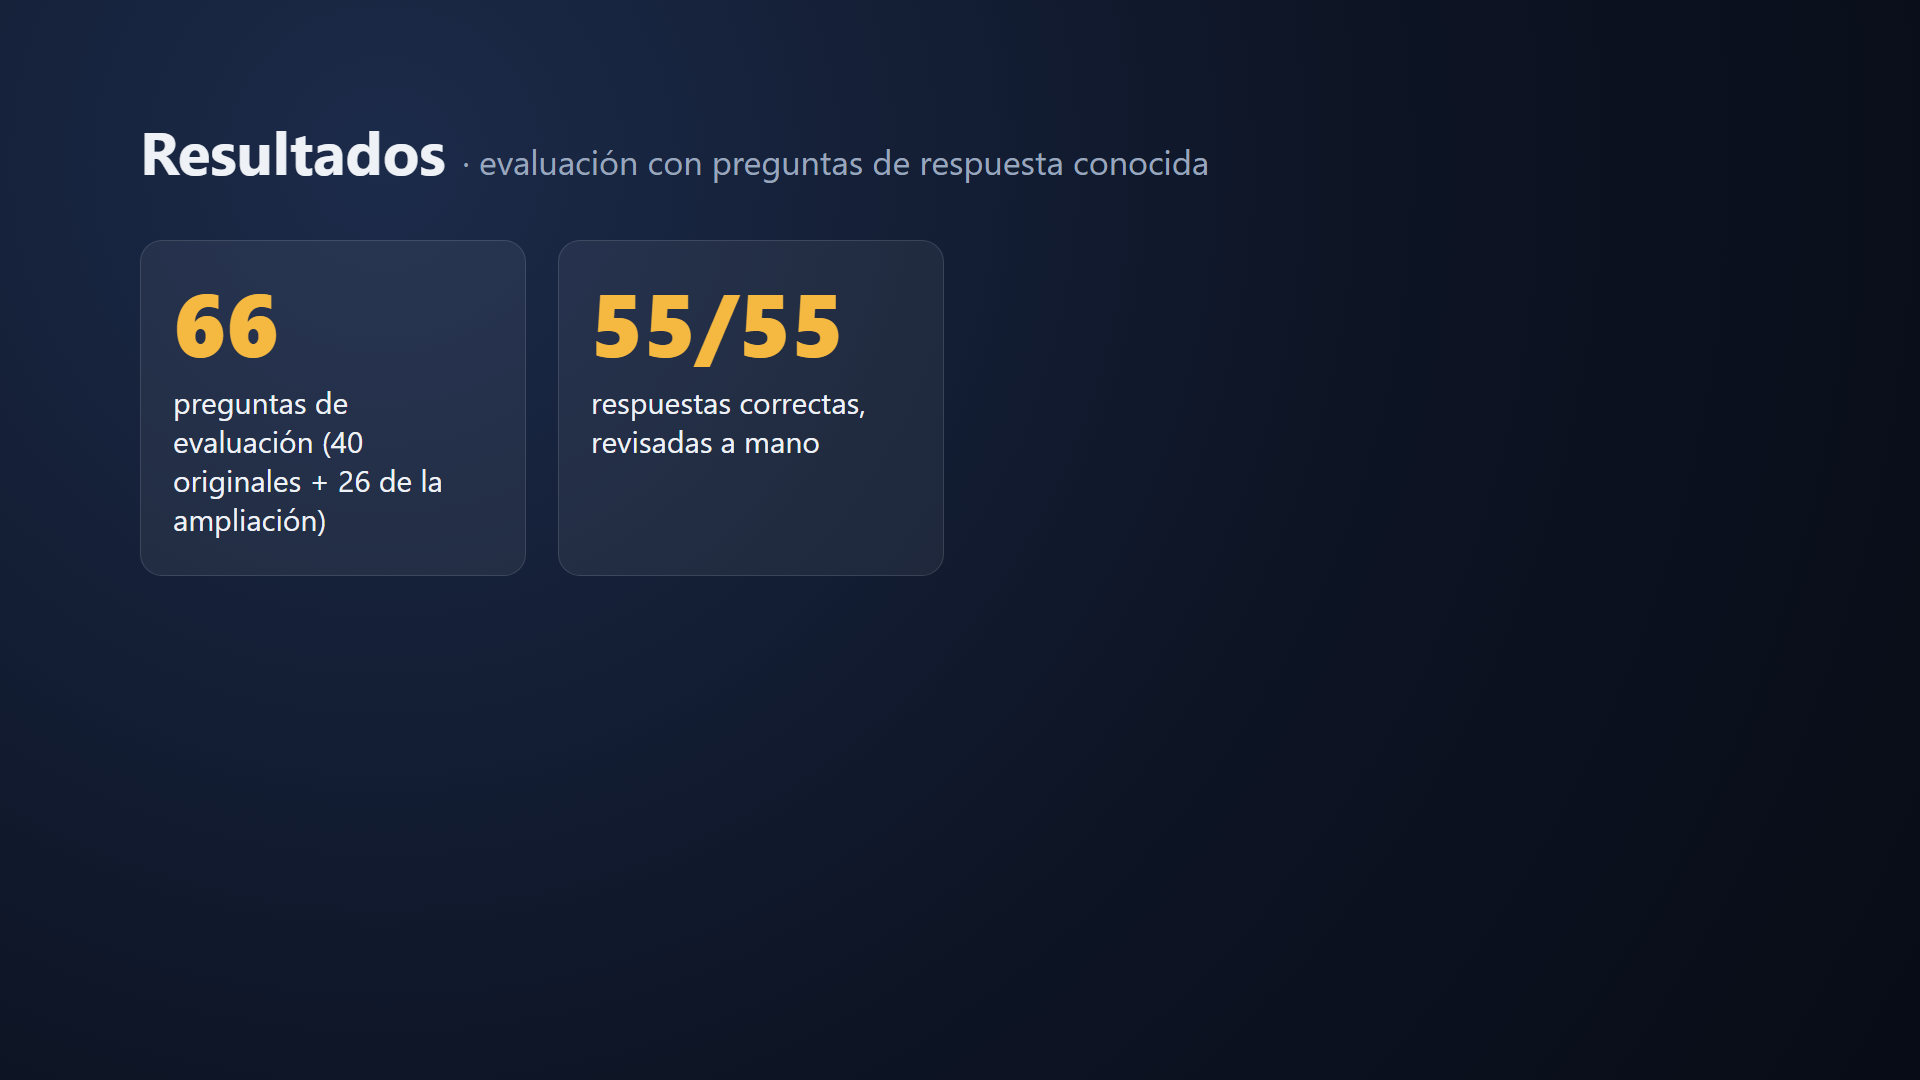 Resultados · evaluación con preguntas de respuesta conocida
66
preguntas de
evaluación (40
originales + 26 de la
ampliación)
55/55
respuestas correctas,
revisadas a mano